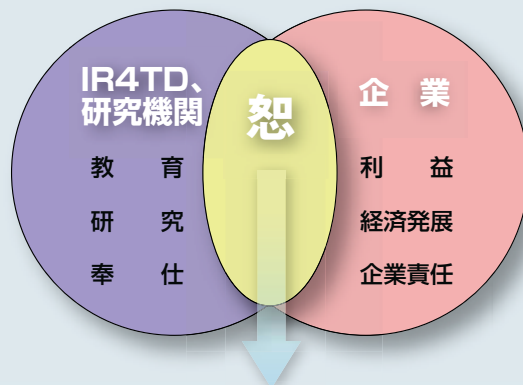 IR4TD、
研究機関
教 育
研 究
奉 仕
恕
企 業
利 益
経済発展
企業責任